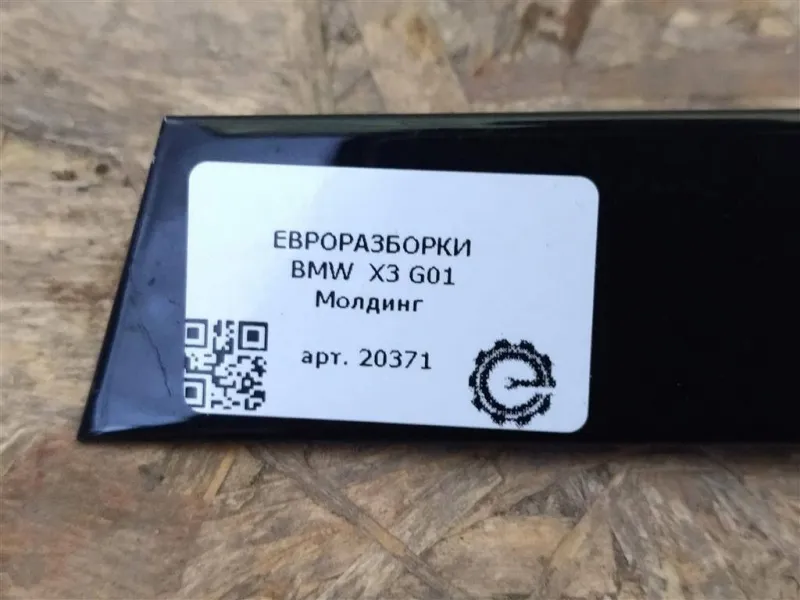 ЕВРОРАЗБОРКИ
BMW X3 G01
Молдинг
арт. 20371